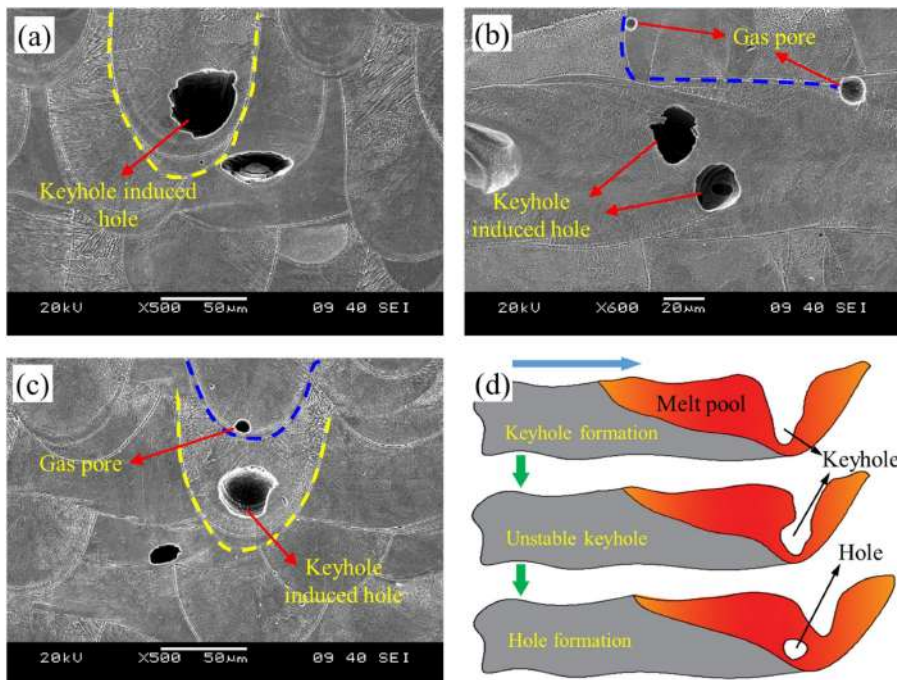 (a)
Keyhole induced
hole
20kV X500 50μm 09 40 SEI
(b)
Gas pore
Keyhole
induced hole
20kV X600 20μm 09 40 SEI
(c)
Gas pore
Keyhole
induced hole
20kV X500 50μm 09 40 SEI
(d)
Melt pool
Keyhole formation
Keyhole
Unstable keyhole
Hole
Hole formation